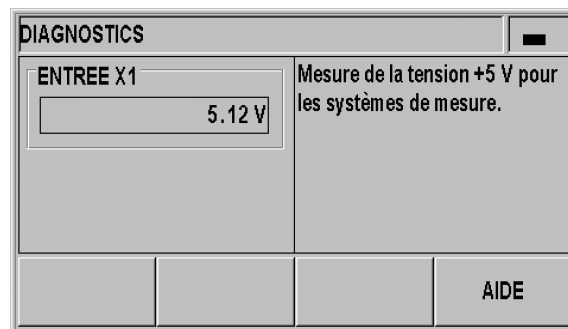 DIAGNOSTICS
ENTREE X1
5.12 V
Mesure de la tension +5 V pour
les systèmes de mesure.
AIDE